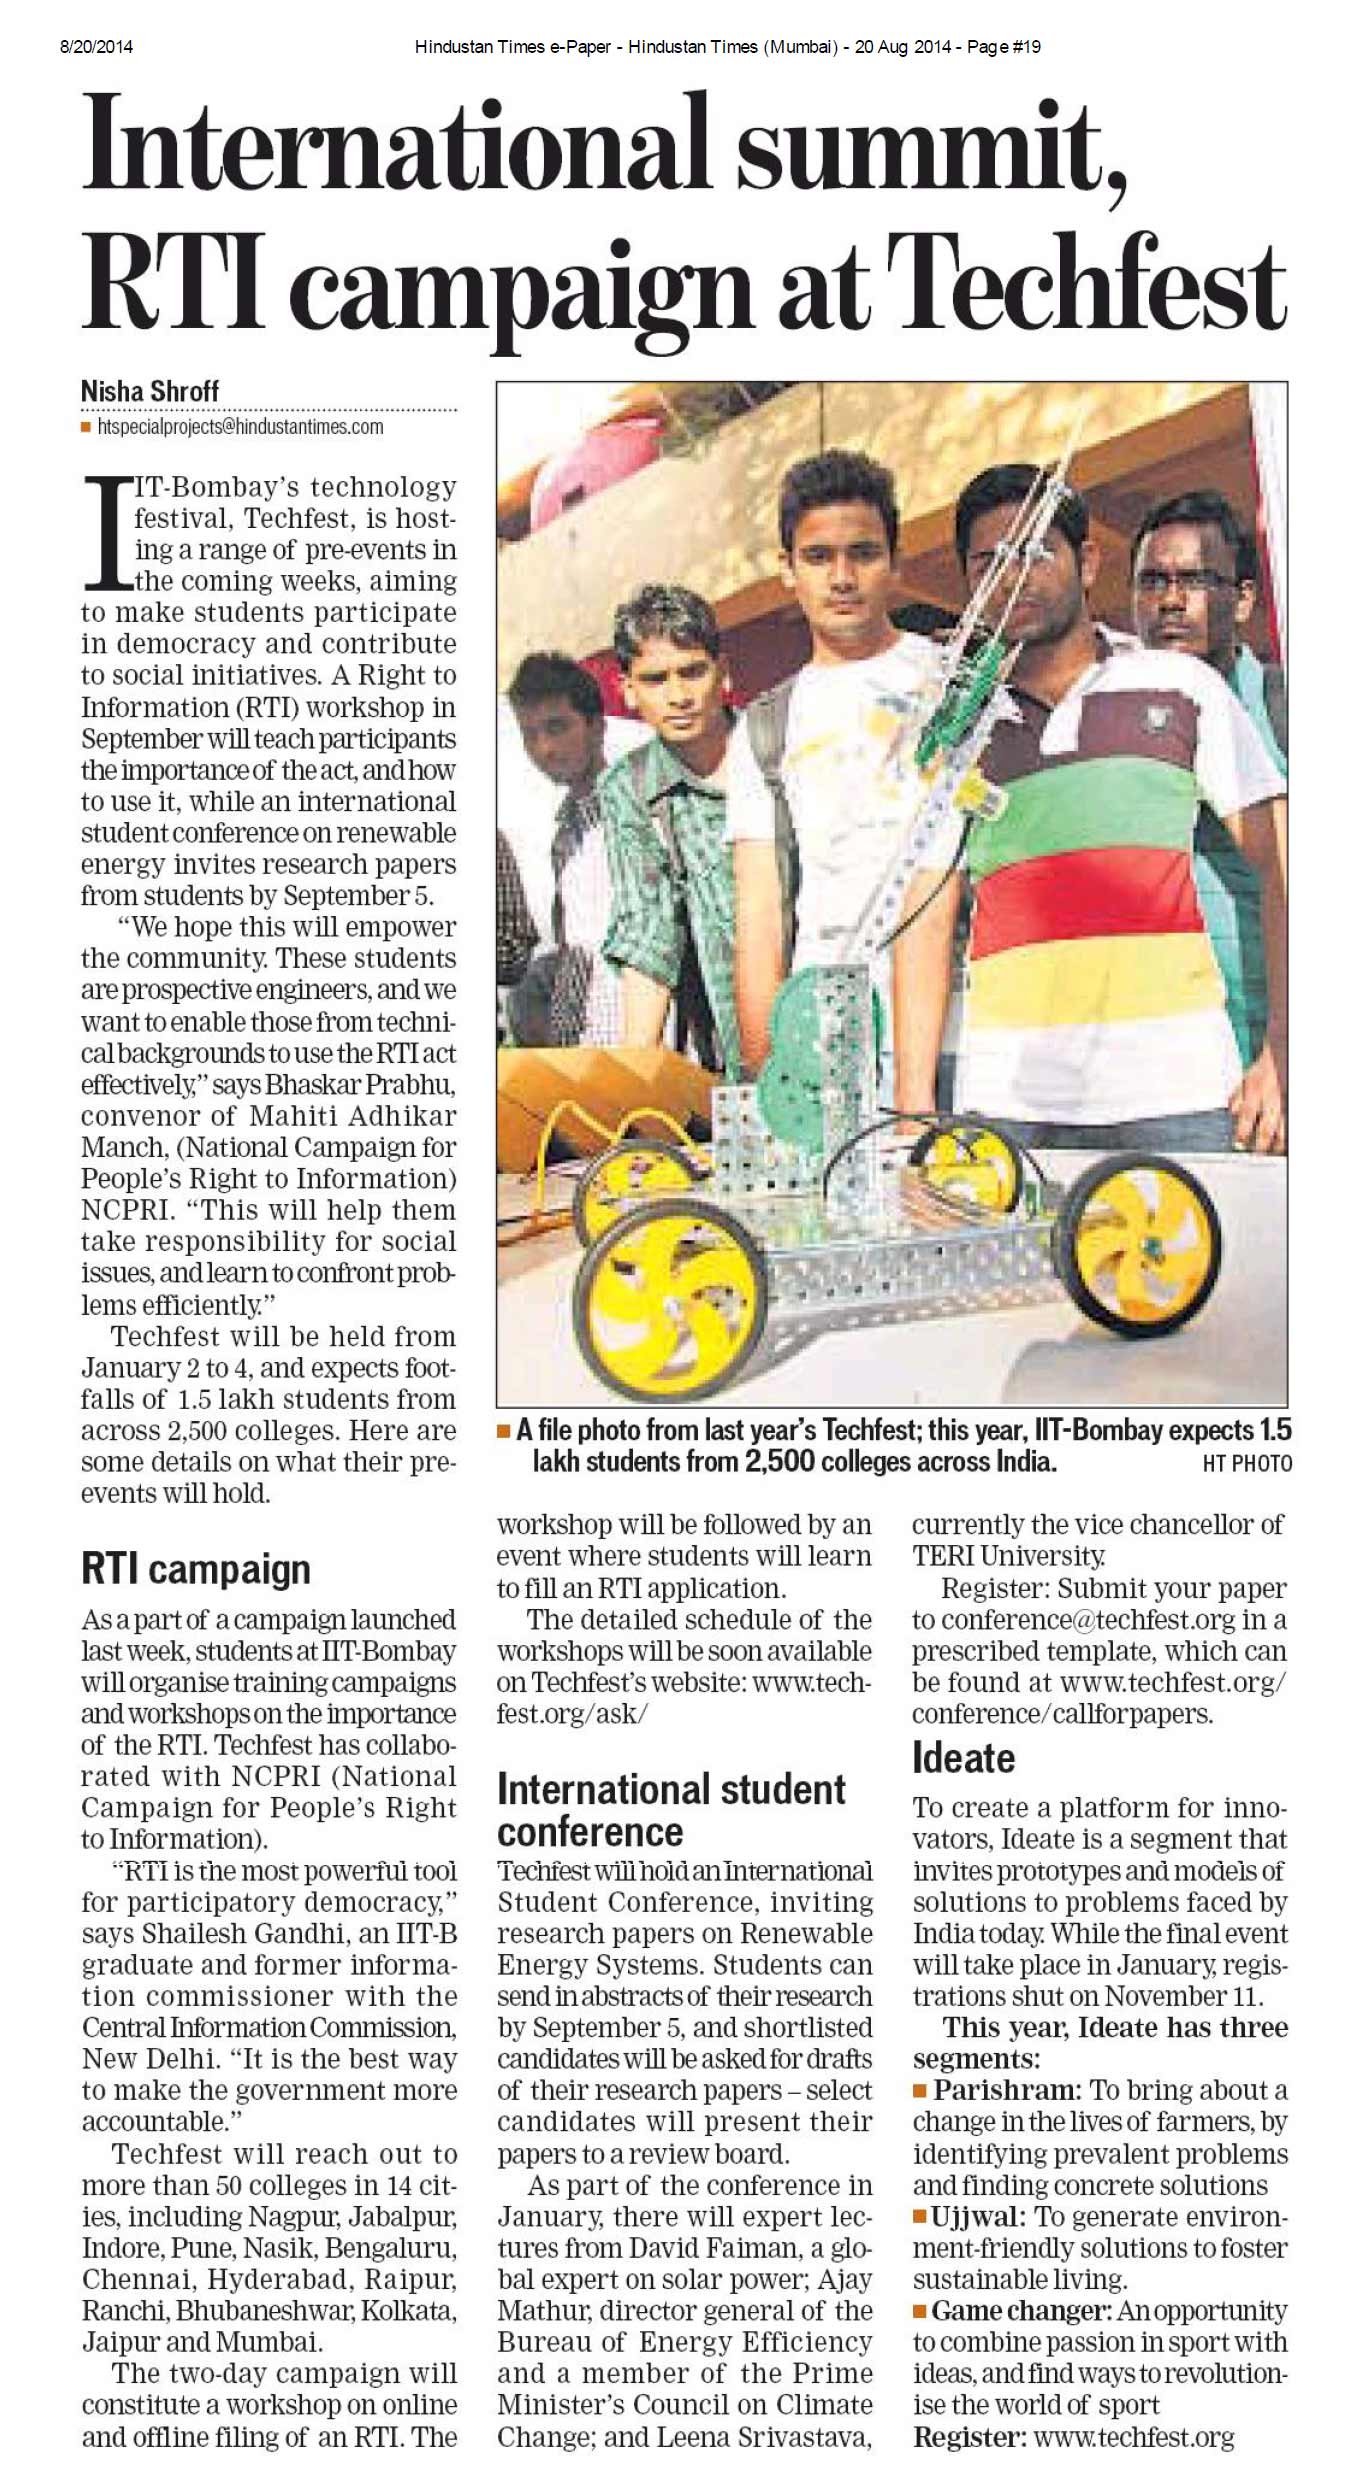 8/20/2014
Hindustan Times e-Paper - Hindustan Times (Mumbai) - 20 Aug 2014 - Page #19
International summit,
RTI campaign at Techfest
Nisha Shroff
htspecialprojects@hindustantimes.com
IIT-Bombay's technology
festival, Techfest, is host-
ing a range of pre-events in
the coming weeks, aiming
to make students participate
in democracy and contribute
to social initiatives. A Right to
Information (RTI) workshop in
September will teach participants
the importance of the act, and how
to use it, while an international
student conference on renewable
energy invites research papers
from students by September 5.
"We hope this will empower
the community. These students
are prospective engineers, and we
want to enable those from techni-
cal backgrounds to use the RTI act
effectively," says Bhaskar Prabhu,
convenor of Mahiti Adhikar
Manch, (National Campaign for
People's Right to Information)
NCPRI. "This will help them
take responsibility for social
issues, and learn to confront prob-
lems efficiently."
Techfest will be held from
January 2 to 4, and expects foot-
falls of 1.5 lakh students from
across 2,500 colleges. Here are
some details on what their pre-
events will hold.
RTI campaign
As a part of a campaign launched
last week, students at IIT-Bombay
will organise training campaigns
and workshops on the importance
of the RTI. Techfest has collabo-
rated with NCPRI (National
Campaign for People's Right
to Information).
"RTI is the most powerful tool
for participatory democracy,"
says Shailesh Gandhi, an IIT-B
graduate and former informa-
tion commissioner with the
Central Information Commission,
New Delhi. "It is the best way
to make the government more
accountable."
Techfest will reach out to
more than 50 colleges in 14 cit-
ies, including Nagpur, Jabalpur,
Indore, Pune, Nasik, Bengaluru,
Chennai, Hyderabad, Raipur,
Ranchi, Bhubaneshwar, Kolkata,
Jaipur and Mumbai.
The two-day campaign will
constitute a workshop on online
and offline filing of an RTI. The
A file photo from last year's Techfest; this year, IIT-Bombay expects 1.5
lakh students from 2,500 colleges across India. HT PHOTO
workshop will be followed by an
event where students will learn
to fill an RTI application.
The detailed schedule of the
workshops will be soon available
on Techfest's website: www.tech-
fest.org/ask/
International student
conference
Techfest will hold an International
Student Conference, inviting
research papers on Renewable
Energy Systems. Students can
send in abstracts of their research
by September 5, and shortlisted
candidates will be asked for drafts
of their research papers – select
candidates will present their
papers to a review board.
As part of the conference in
January, there will expert lec-
tures from David Faiman, a glo-
bal expert on solar power; Ajay
Mathur, director general of the
Bureau of Energy Efficiency
and a member of the Prime
Minister's Council on Climate
Change; and Leena Srivastava,
currently the vice chancellor of
TERI University.
Register: Submit your paper
to conference@techfest.org in a
prescribed template, which can
be found at www.techfest.org/
conference/callforpapers.
Ideate
To create a platform for inno-
vators, Ideate is a segment that
invites prototypes and models of
solutions to problems faced by
India today. While the final event
will take place in January, regis-
trations shut on November 11.
This year, Ideate has three
segments:
Parishram: To bring about a
change in the lives of farmers, by
identifying prevalent problems
and finding concrete solutions
Ujjwal: To generate environ-
ment-friendly solutions to foster
sustainable living.
Game changer: An opportunity
to combine passion in sport with
ideas, and find ways to revolution-
ise the world of sport
Register: www.techfest.org